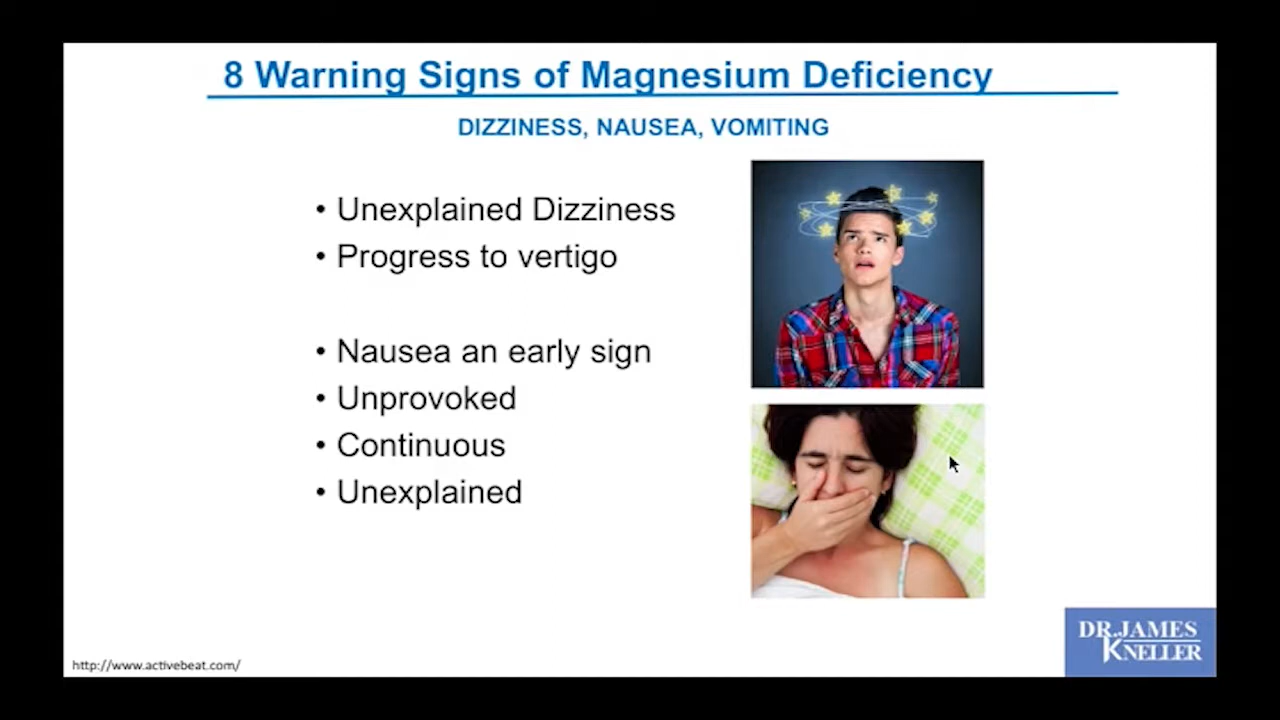 8 Warning Signs of Magnesium Deficiency
DIZZINESS, NAUSEA, VOMITING
• Unexplained Dizziness
• Progress to vertigo
• Nausea an early sign
• Unprovoked
• Continuous
• Unexplained
http://www.activebeat.com/
DR.JAMES
KNELLER